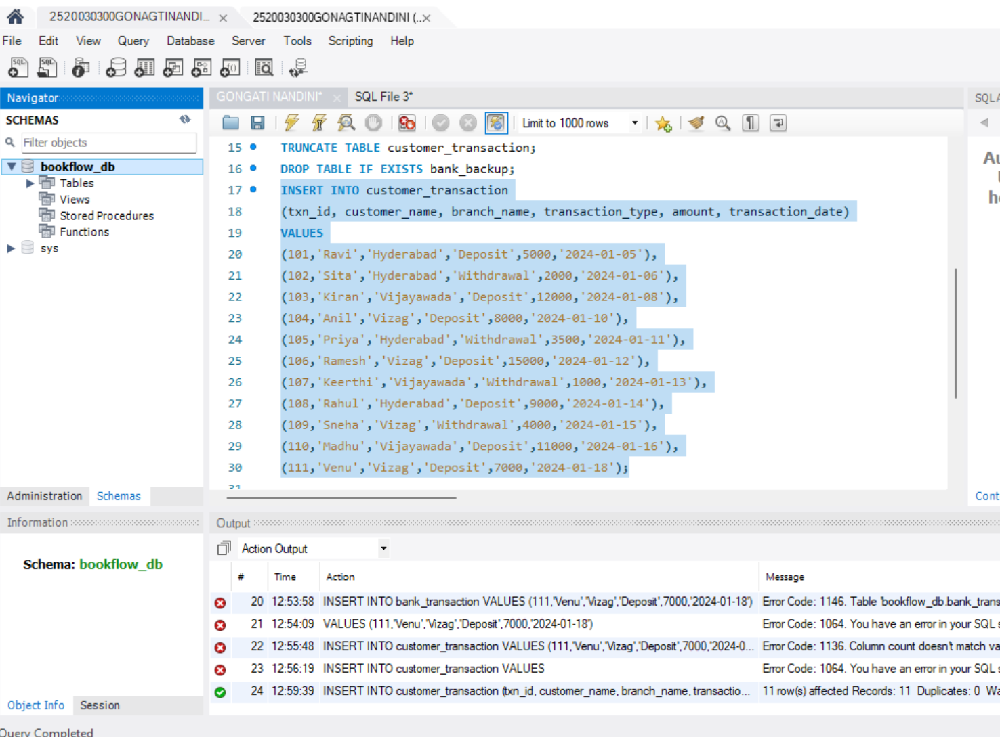 2520030300GONAGTINANDI... ×
2520030300GONAGTINANDINI (..×
File Edit View Query Database Server Tools Scripting Help
Navigator
SCHEMAS
Filter objects
bookflow_db
Tables
Views
Stored Procedures
Functions
sys
Administration Schemas
Information
Schema: bookflow_db
Object Info Session
Query Completed
GONGATI NANDINI* ×
SQL File 3*
Limit to 1000 rows
15 TRUNCATE TABLE customer_transaction;
16 DROP TABLE IF EXISTS bank_backup;
17 INSERT INTO customer_transaction
18 (txn_id, customer_name, branch_name, transaction_type, amount, transaction_date)
19 VALUES
20 (101,'Ravi','Hyderabad','Deposit',5000,'2024-01-05'),
21 (102,'Sita','Hyderabad','Withdrawal',2000,'2024-01-06'),
22 (103,'Kiran','Vijayawada','Deposit',12000,'2024-01-08'),
23 (104,'Anil','Vizag','Deposit',8000,'2024-01-10'),
24 (105,'Priya','Hyderabad','Withdrawal',3500,'2024-01-11'),
25 (106,'Ramesh','Vizag','Deposit',15000,'2024-01-12'),
26 (107,'Keerthi','Vijayawada','Withdrawal',1000,'2024-01-13'),
27 (108,'Rahul','Hyderabad','Deposit',9000,'2024-01-14'),
28 (109,'Sneha','Vizag','Withdrawal',4000,'2024-01-15'),
29 (110,'Madhu','Vijayawada','Deposit',11000,'2024-01-16'),
30 (111,'Venu','Vizag','Deposit',7000,'2024-01-18');
31
Output
Action Output
# Time Action Message
20 12:53:58 INSERT INTO bank_transaction VALUES (111,'Venu','Vizag','Deposit',7000,'2024-01-18') Error Code: 1146. Table 'bookflow_db.bank_trans
21 12:54:09 VALUES (111,'Venu','Vizag','Deposit',7000,'2024-01-18') Error Code: 1064. You have an error in your SQL s
22 12:55:48 INSERT INTO customer_transaction VALUES (111,'Venu','Vizag','Deposit',7000,'2024-0... Error Code: 1136. Column count doesn't match va
23 12:56:19 INSERT INTO customer_transaction VALUES Error Code: 1064. You have an error in your SQL s
24 12:59:39 INSERT INTO customer_transaction (txn_id, customer_name, branch_name, transactio... 11 row(s) affected Records: 11 Duplicates: 0 Wa
SQLA
Au
h
Cont